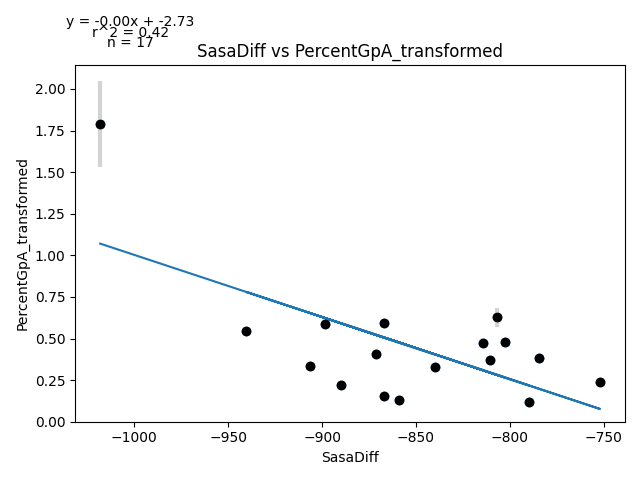 y = -0.00x + -2.73
r^2 = 0.42
n = 17
SasaDiff vs PercentGpA_transformed
2.00
1.75
1.50
1.25
1.00
0.75
0.50
0.25
0.00
PercentGpA_transformed
−1000
−950
−900
−850
−800
−750
SasaDiff